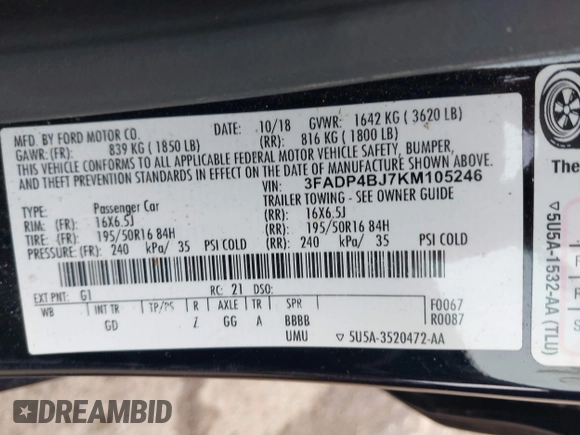 MFD. BY FORD MOTOR CO.
DATE: 10/18 GVWR: 1642 KG ( 3620 LB)
GAWR: (FR): 839 KG ( 1850 LB) (RR): 816 KG ( 1800 LB)
THIS VEHICLE CONFORMS TO ALL APPLICABLE FEDERAL MOTOR VEHICLE SAFETY, BUMPER,
AND THEFT PREVENTION STANDARDS IN EFFECT ON THE DATE OF MANUFACTURE SHOWN ABOVE.
VIN: 3FADP4BJ7KM105246
TYPE: Passenger Car TRAILER TOWING - SEE OWNER GUIDE
RIM: (FR): 16X6.5J (RR): 16X6.5J
TIRE: (FR): 195/50R16 84H (RR): 195/50R16 84H
PRESSURE: (FR): 240 kPa/ 35 PSI COLD (RR): 240 kPa/ 35 PSI COLD
EXT PNT: G1 RC: 21 DSO:
WB INT TR TP/PS R AXLE TR SPR F0067
GD Z GG A BBBB R0087
UMU ▽ 5U5A-3520472-AA
▽ 5U5A-1532-AA (TLU)
DREAMBID